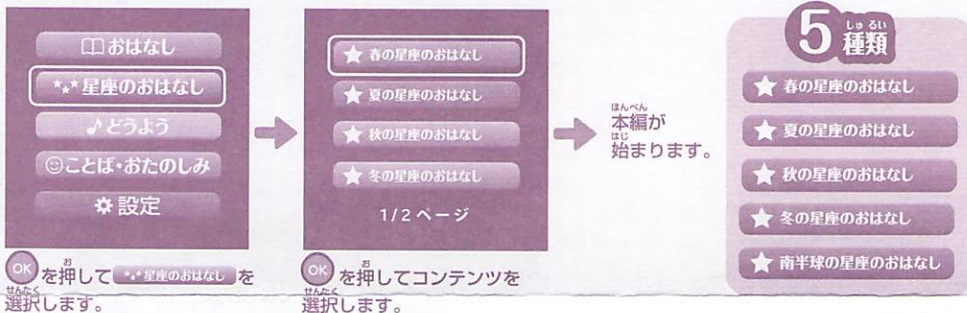 おはなし
星座のおはなし
どうよう
ことば・おたのしみ
設定
OK を押して 星座のおはなし を
選択します。
春の星座のおはなし
夏の星座のおはなし
秋の星座のおはなし
冬の星座のおはなし
1/2 ページ
OK を押してコンテンツを
選択します。
本編が
始まります。
5種類
春の星座のおはなし
夏の星座のおはなし
秋の星座のおはなし
冬の星座のおはなし
南半球の星座のおはなし